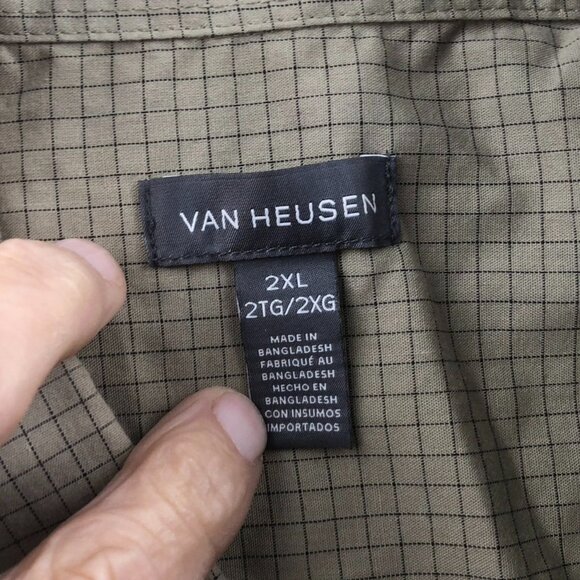 VAN HEUSEN
2XL
2TG/2XG
MADE IN
BANGLADESH
FABRIQUÉ AU
BANGLADESH
HECHO EN
BANGLADESH
CON INSUMOS
IMPORTADOS